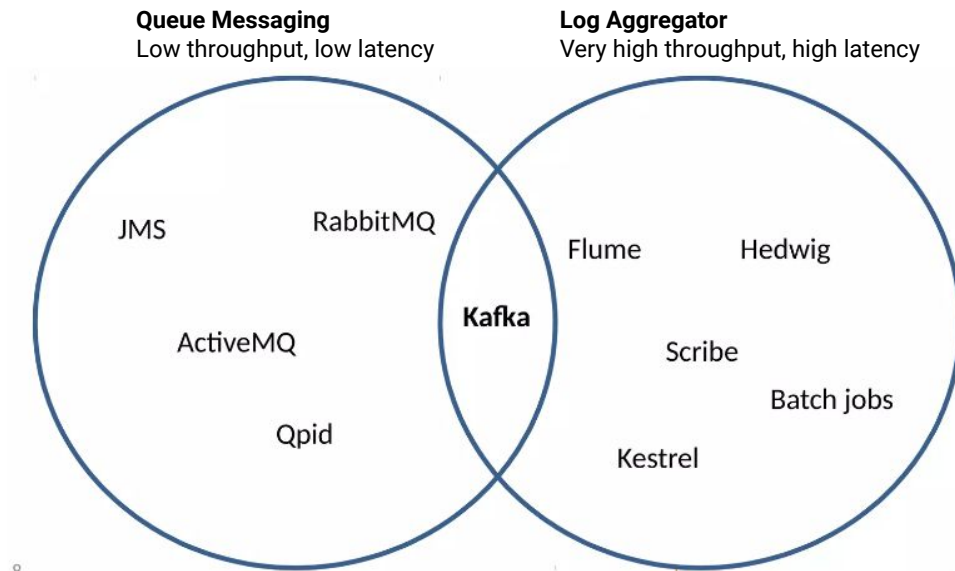 Queue Messaging
Low throughput, low latency
Log Aggregator
Very high throughput, high latency
JMS
RabbitMQ
Flume
Hedwig
Kafka
ActiveMQ
Scribe
Batch jobs
Qpid
Kestrel